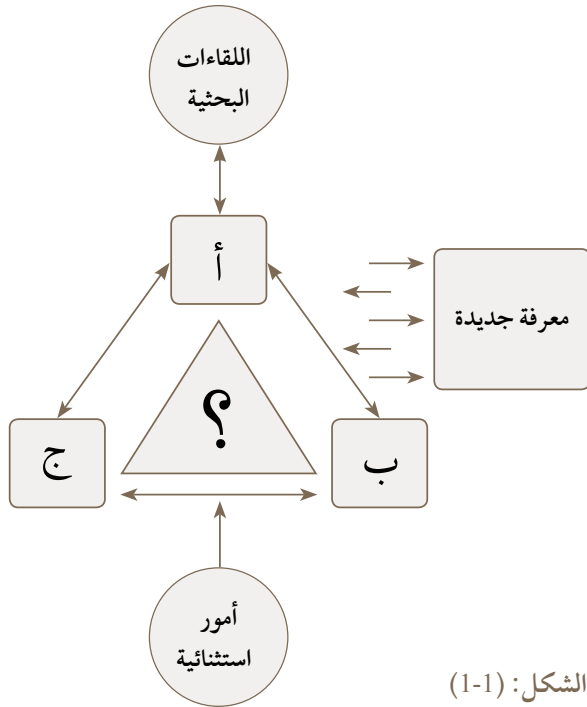 اللقاءات
البحثية
أ
معرفة جديدة
؟
ج
ب
أمور
استثنائية
الشكل: (1-1)